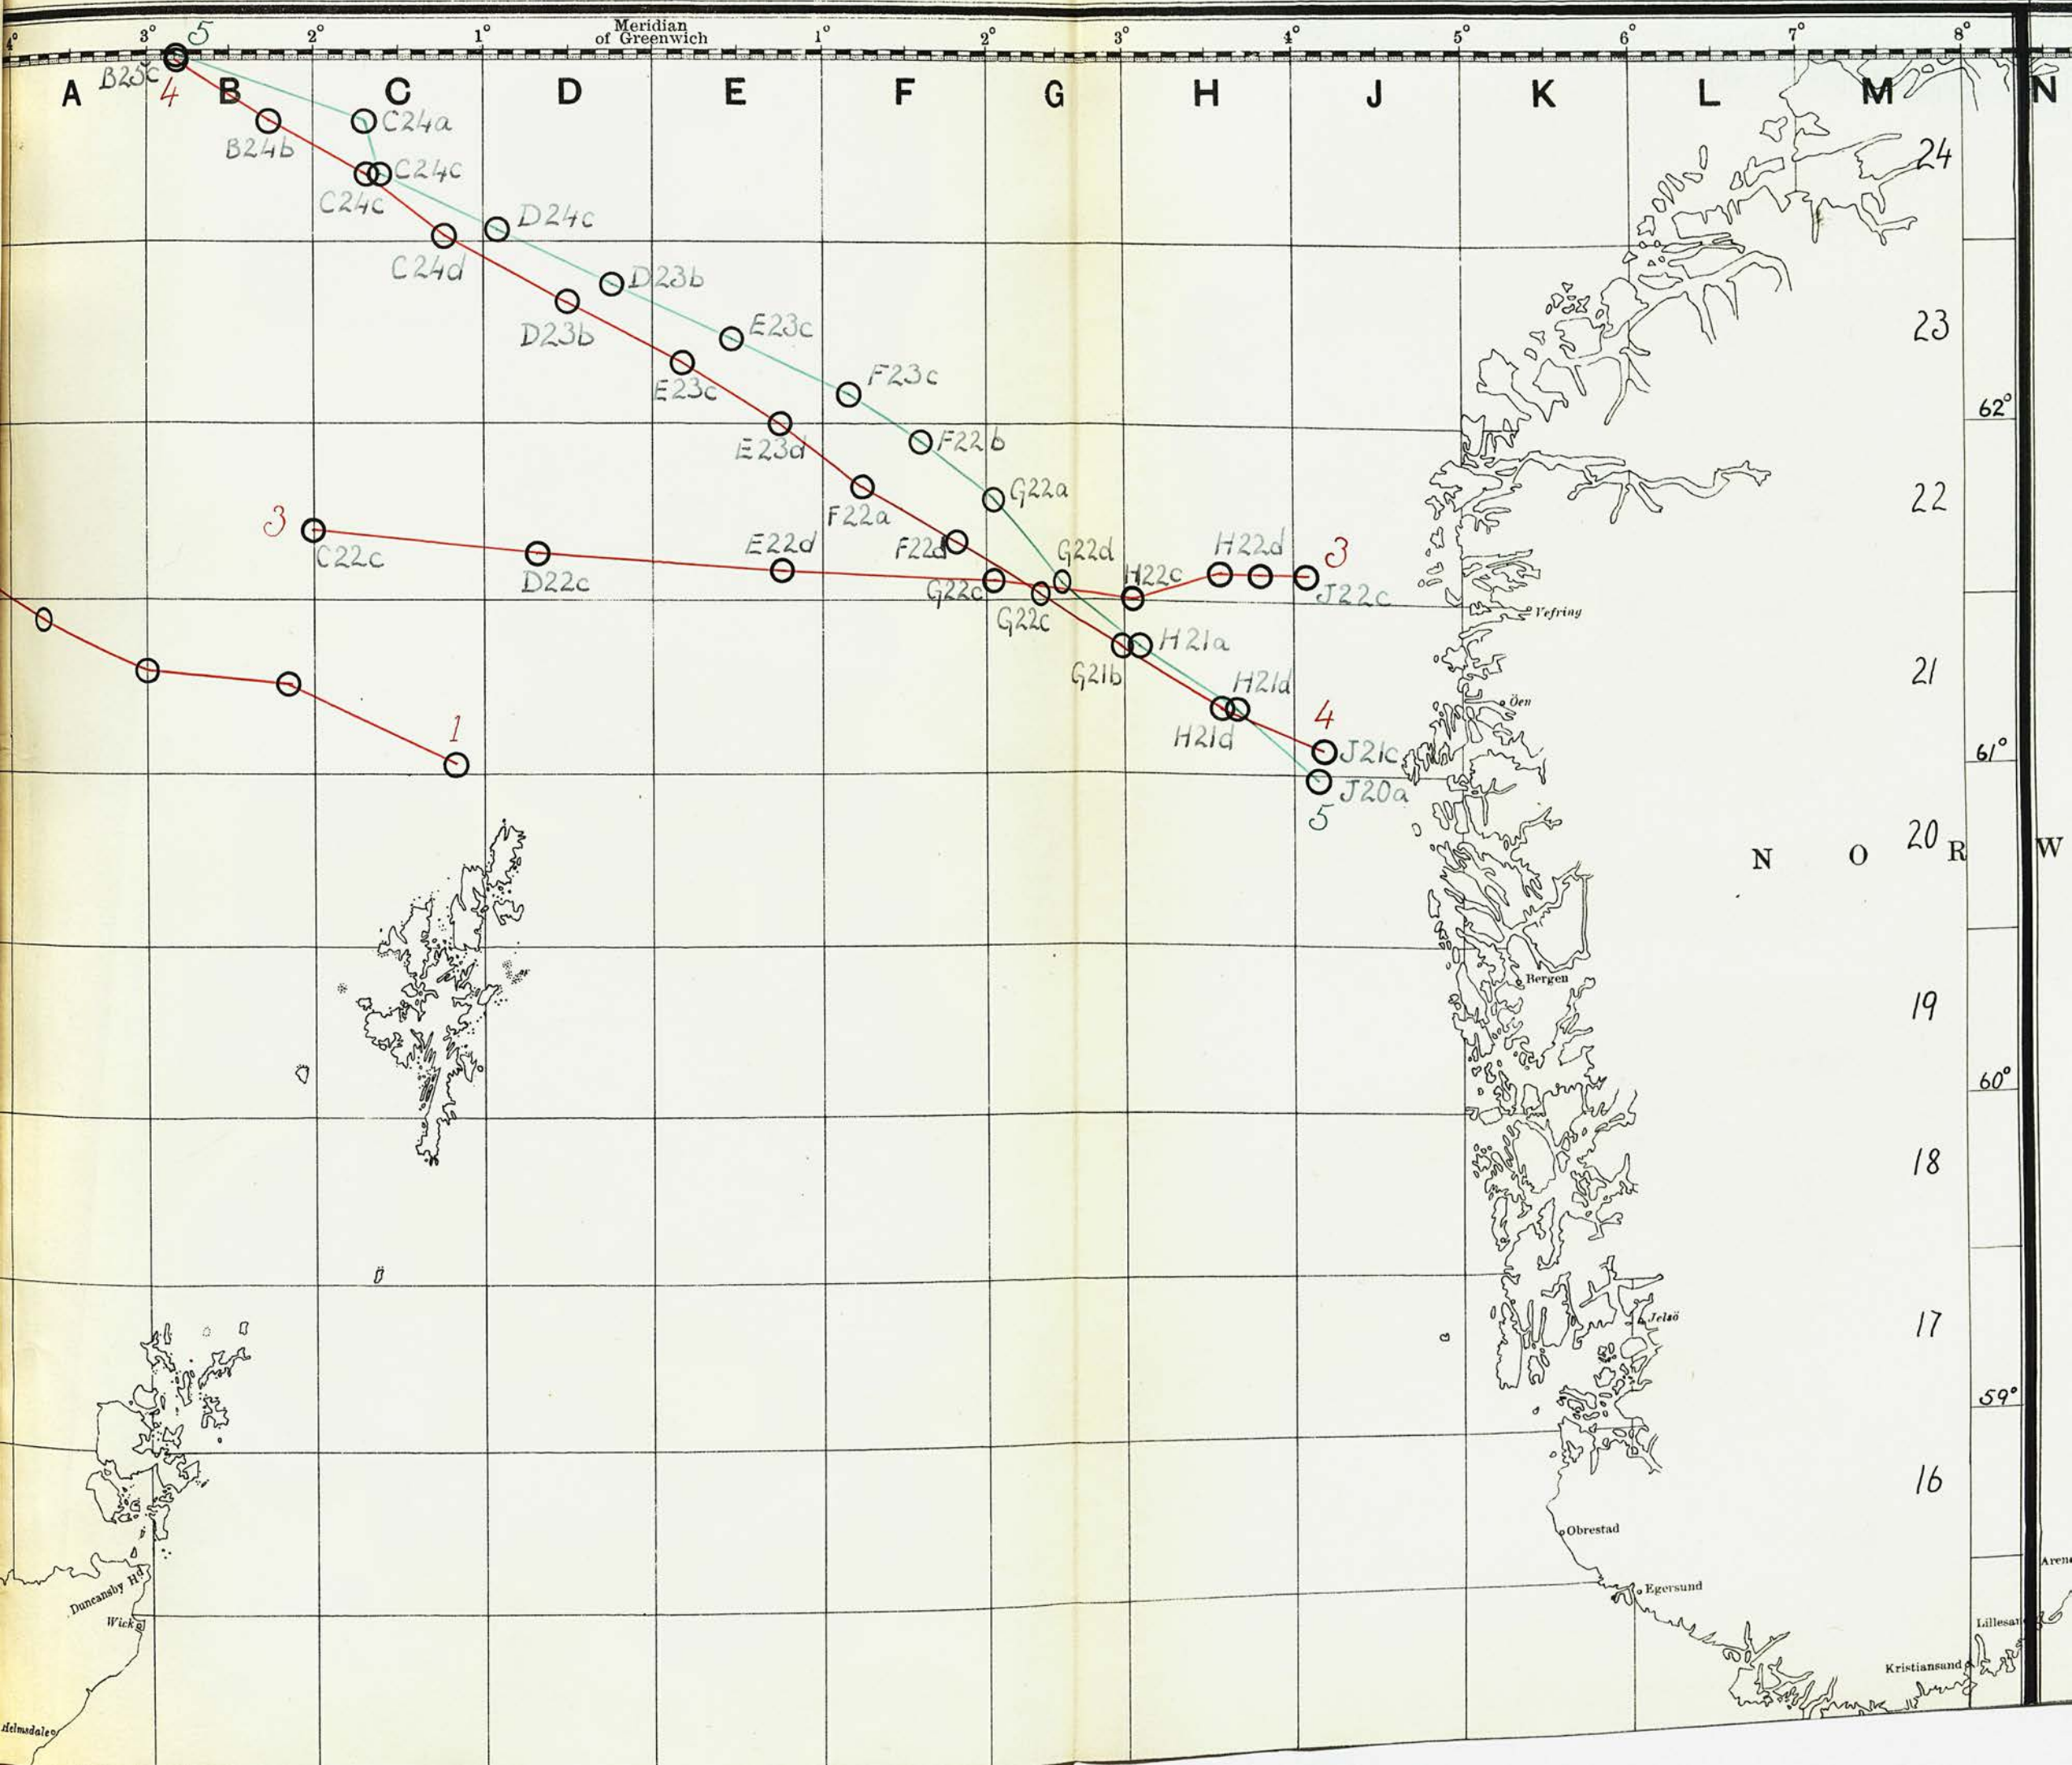 Meridian
of Greenwich
4° 3° 2° 1° 1° 2° 3° 4° 5° 6° 7° 8°
5
A B C D E F G H J K L M N
B25c
4
C24a
B24b
24
C24c
C24c
D24c
C24d
D23b
E23c
23
D23b
F23c
E23c
62°
F22b
E23d
G22a
22
F22a
3
E22d
F22d
G22d
H22d
3
C22c
D22c
H22c
G22c
J22c
G22c
Vefring
H21a
21
G21b
H21d
Öen
4
1
H21d
J21c
61°
J20a
5
20
N O R W
Bergen
19
60°
18
Jelsö
17
59°
16
Obrestad
Duncansby Hd
Egersund
Wick
Kristiansand
Helmsdale